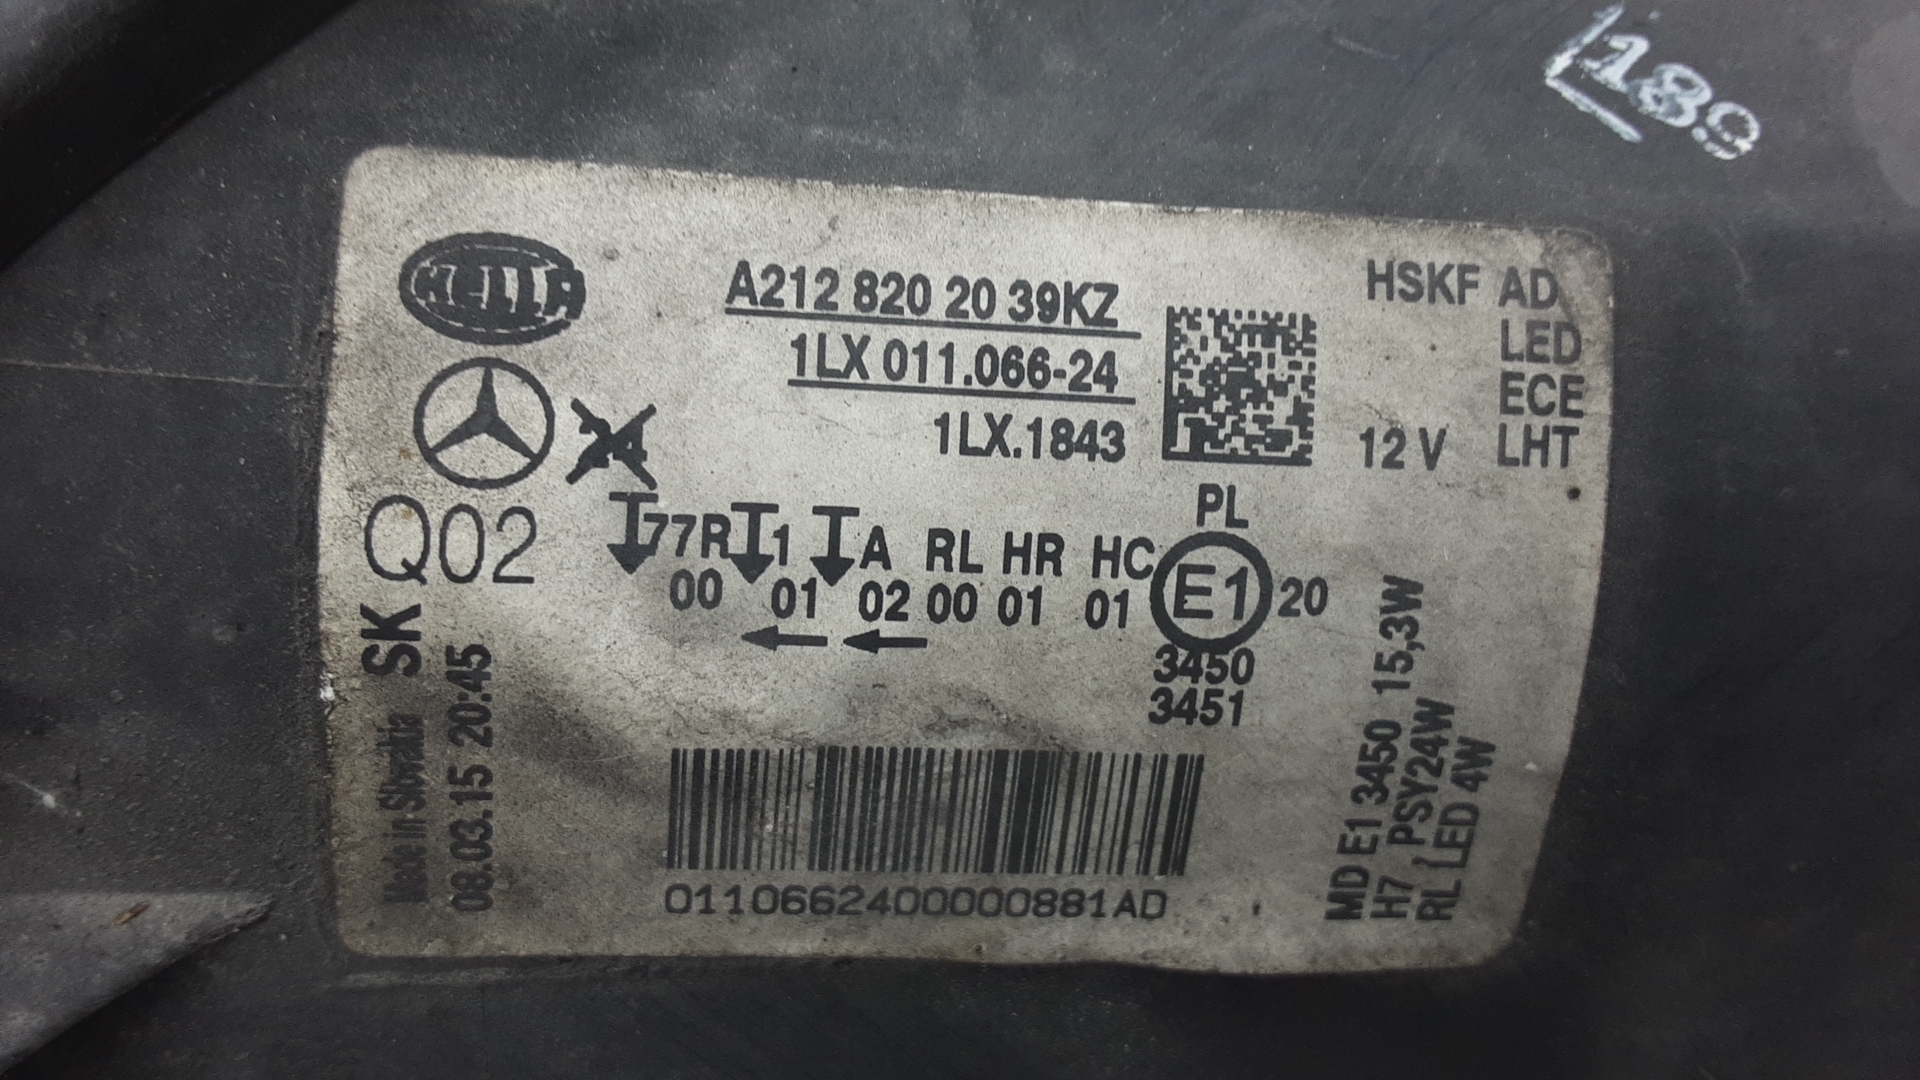 189
HELLA
A212 820 20 39KZ
1LX 011.066-24
1LX.1843
HSKF AD
LED
ECE
12 V LHT
Q02
77R 1 A RL HR HC
00 01 02 00 01 01
PL
E1 20
3450
3451
SK
Made in Slovakia
08.03.15 20:45
0110662400000881AD
MD E1 3450 15,3W
H7 PSY24W
RL LED 4W